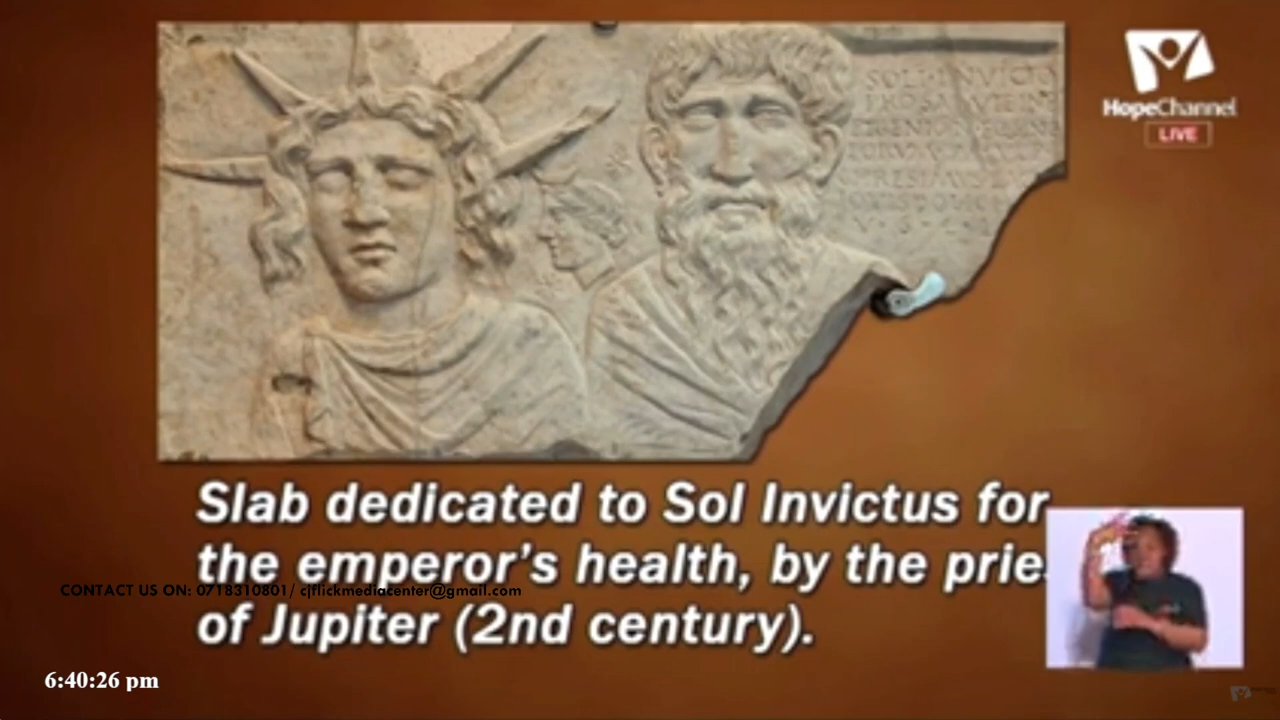 SOLI·INVICTO
HopeChannel
LIVE
Slab dedicated to Sol Invictus for
the emperor's health, by the prie
CONTACT US ON: 0718310801/ cjflickmediacenter@gmail.com
of Jupiter (2nd century).
6:40:26 pm